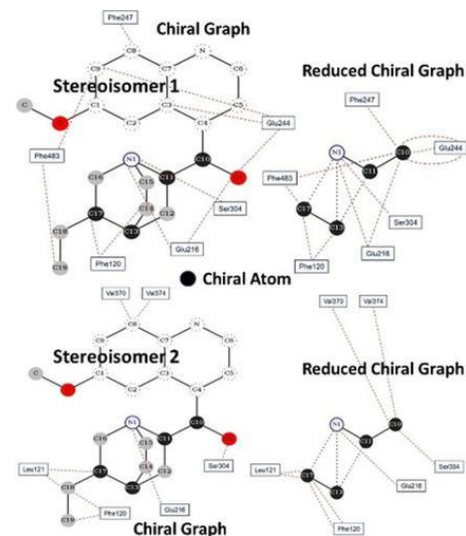 Phe247
Chiral Graph
C8
N
C9
C7
C6
Stereoisomer 1
Reduced Chiral Graph
C
C1
C3
C5
C2
C4
Phe247
Glu244
N1
C10
Glu244
Phe483
C16
N1
C11
C10
C15
C11
Phe483
C17
C14
C12
Ser304
C17
Ser304
C18
C13
C13
Glu216
C19
Phe120
Glu216
Phe120
Chiral Atom
Val370
Val374
Val370
Val374
C8
N
Stereoisomer 2
Reduced Chiral Graph
C9
C7
C6
C
C1
C3
C5
C2
C4
N1
C10
C16
N1
C11
C10
C15
C11
C19
Leu121
C17
C14
C12
Ser304
Leu121
C17
Ser304
C18
C13
C13
Glu216
C19
Phe120
Glu216
Chiral Graph
Phe120